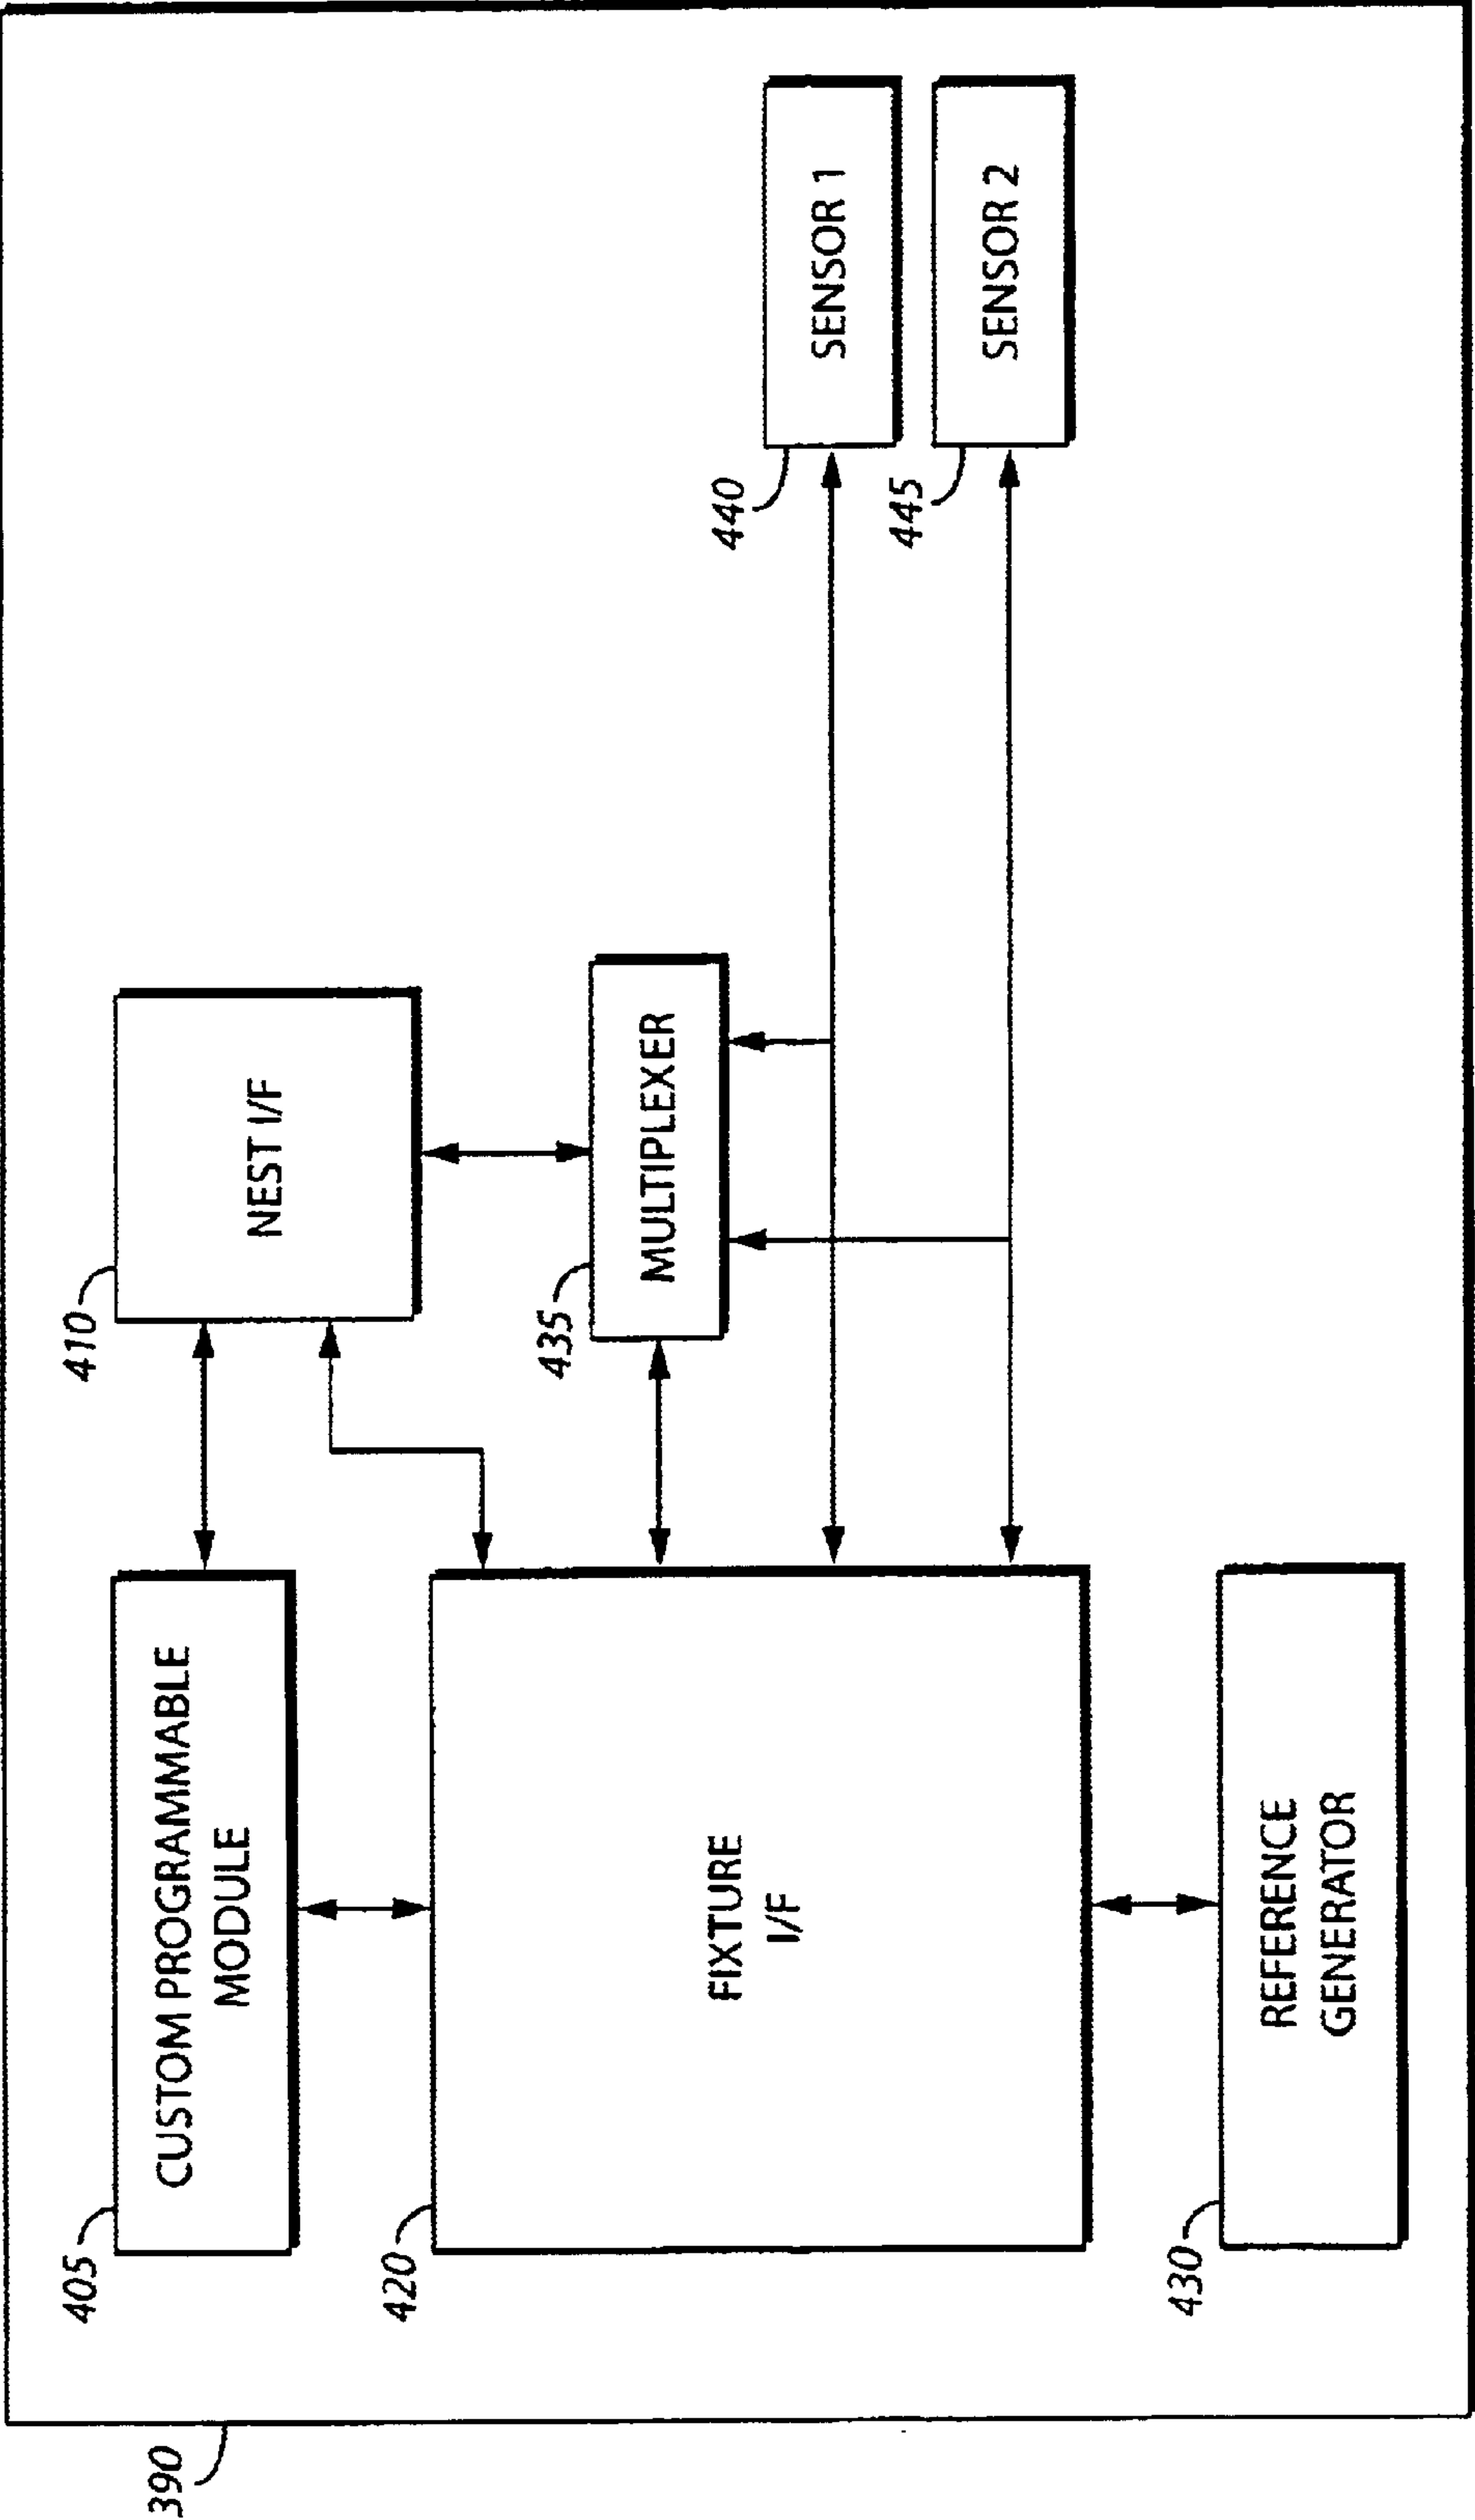 390
405
CUSTOM PROGRAMMABLE
MODULE
410
NEST I/F
420
FIXTURE
I/F
435
MULTIPLEXER
440
SENSOR 1
445
SENSOR 2
430
REFERENCE
GENERATOR